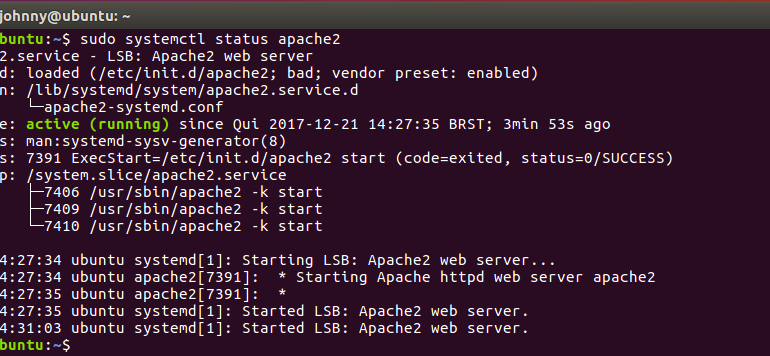 johnny@ubuntu: ~
buntu:~$ sudo systemctl status apache2
2.service - LSB: Apache2 web server
d: loaded (/etc/init.d/apache2; bad; vendor preset: enabled)
n: /lib/systemd/system/apache2.service.d
└─apache2-systemd.conf
e: active (running) since Qui 2017-12-21 14:27:35 BRST; 3min 53s ago
s: man:systemd-sysv-generator(8)
s: 7391 ExecStart=/etc/init.d/apache2 start (code=exited, status=0/SUCCESS)
p: /system.slice/apache2.service
├─7406 /usr/sbin/apache2 -k start
├─7409 /usr/sbin/apache2 -k start
└─7410 /usr/sbin/apache2 -k start
4:27:34 ubuntu systemd[1]: Starting LSB: Apache2 web server...
4:27:34 ubuntu apache2[7391]:  * Starting Apache httpd web server apache2
4:27:35 ubuntu apache2[7391]:  *
4:27:35 ubuntu systemd[1]: Started LSB: Apache2 web server.
4:31:03 ubuntu systemd[1]: Started LSB: Apache2 web server.
buntu:~$